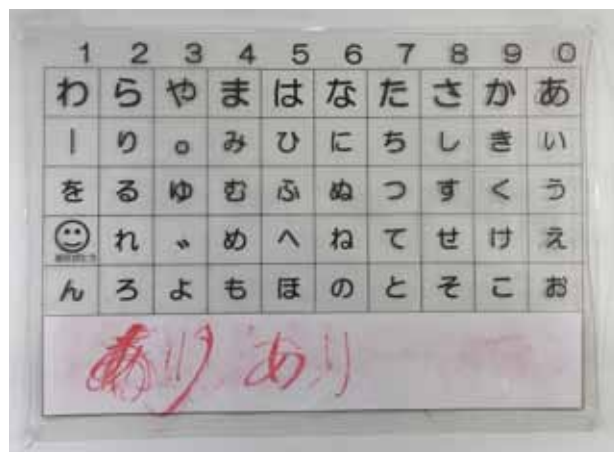 1 2 3 4 5 6 7 8 9 0
わ ら や ま は な た さ か あ
ー り 。 み ひ に ち し き い
を る ゆ む ふ ぬ つ す く う
れ 〃 め へ ね て せ け え
ん ろ よ も ほ の と そ こ お
あり あり